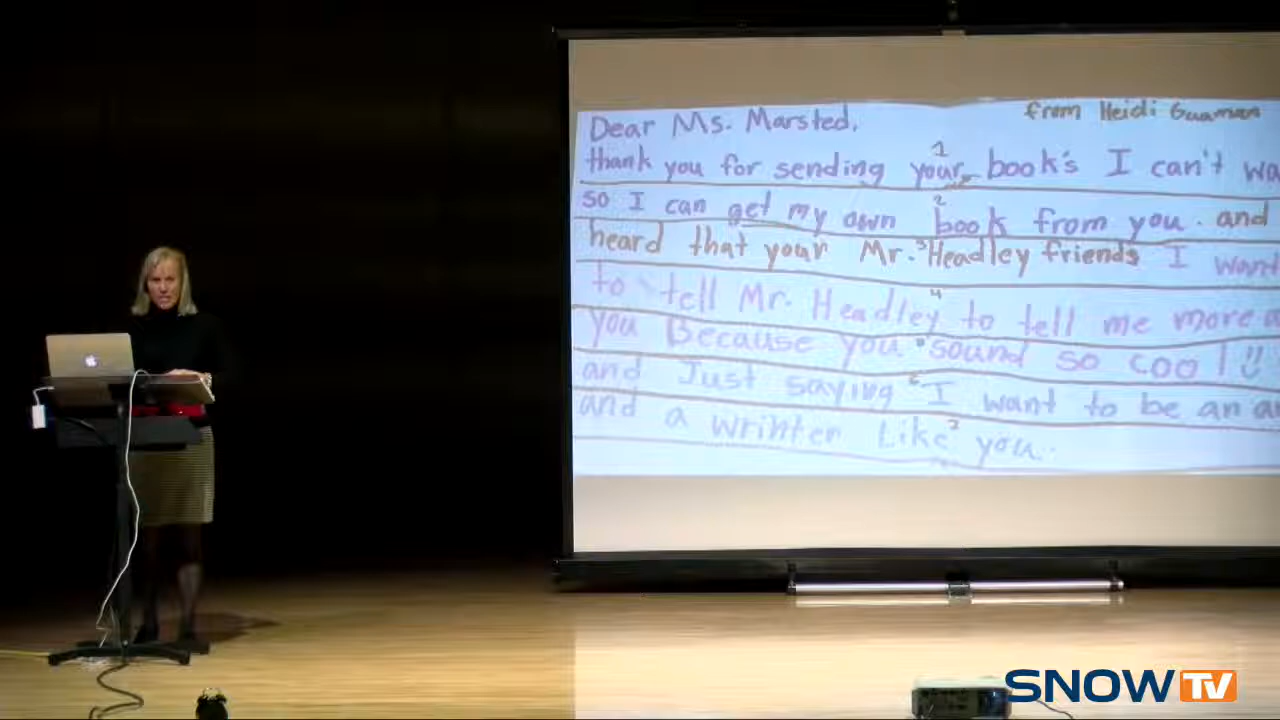 from Heidi Guaman
Dear Ms. Marsted,
thank you for sending your book's I can't wa
so I can get my own book from you. and
heard that your Mr. Headley friends I want
to tell Mr. Headley to tell me more a
you Because you sound so cool!
and Just saying I want to be an a
and a wrihter Like you.
SNOW TV